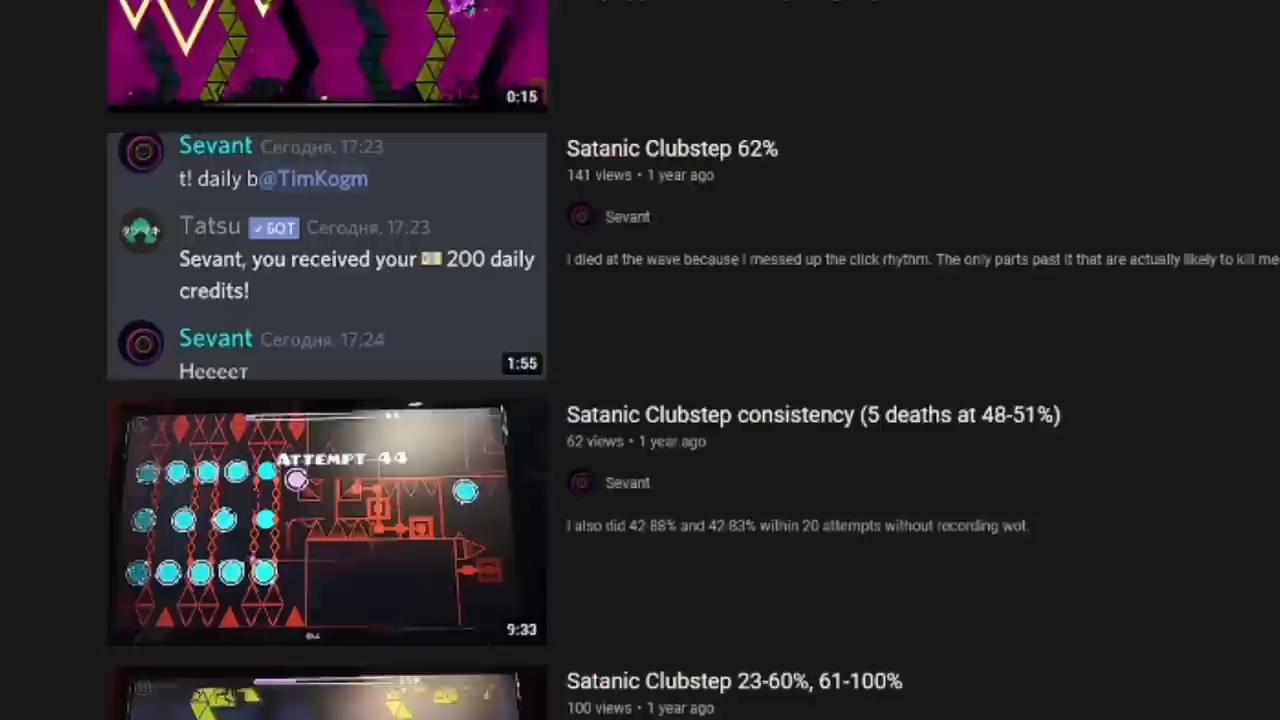 0:15
Sevant Сегодня, 17:23
t! daily b@TimKogm
Tatsu ✓ БОТ Сегодня, 17:23
Sevant, you received your 💴 200 daily
credits!
Sevant Сегодня, 17:24
Нееест
1:55
Satanic Clubstep 62%
141 views • 1 year ago
Sevant
I died at the wave because I messed up the click rhythm. The only parts past it that are actually likely to kill me
ATTEMPT 44
9:33
Satanic Clubstep consistency (5 deaths at 48-51%)
62 views • 1 year ago
Sevant
I also did 42-88% and 42-83% within 20 attempts without recording wot.
Satanic Clubstep 23-60%, 61-100%
100 views • 1 year ago